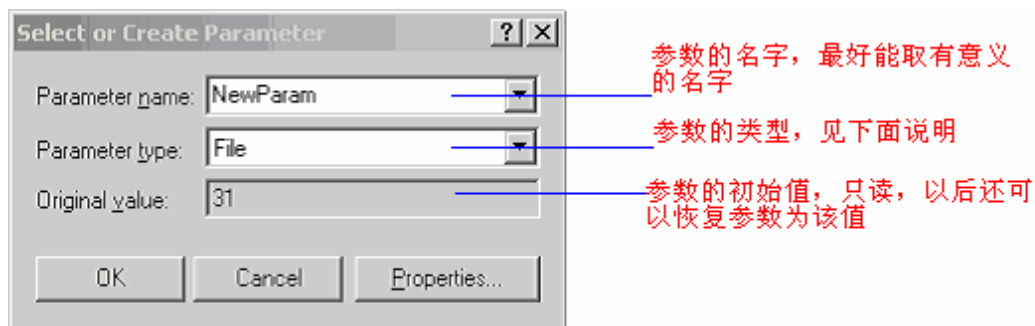 Select or Create Parameter
Parameter name: NewParam
参数的名字，最好能取有意义
的名字
Parameter type: File
参数的类型，见下面说明
Original value: 31
参数的初始值，只读，以后还可
以恢复参数为该值
OK Cancel Properties...